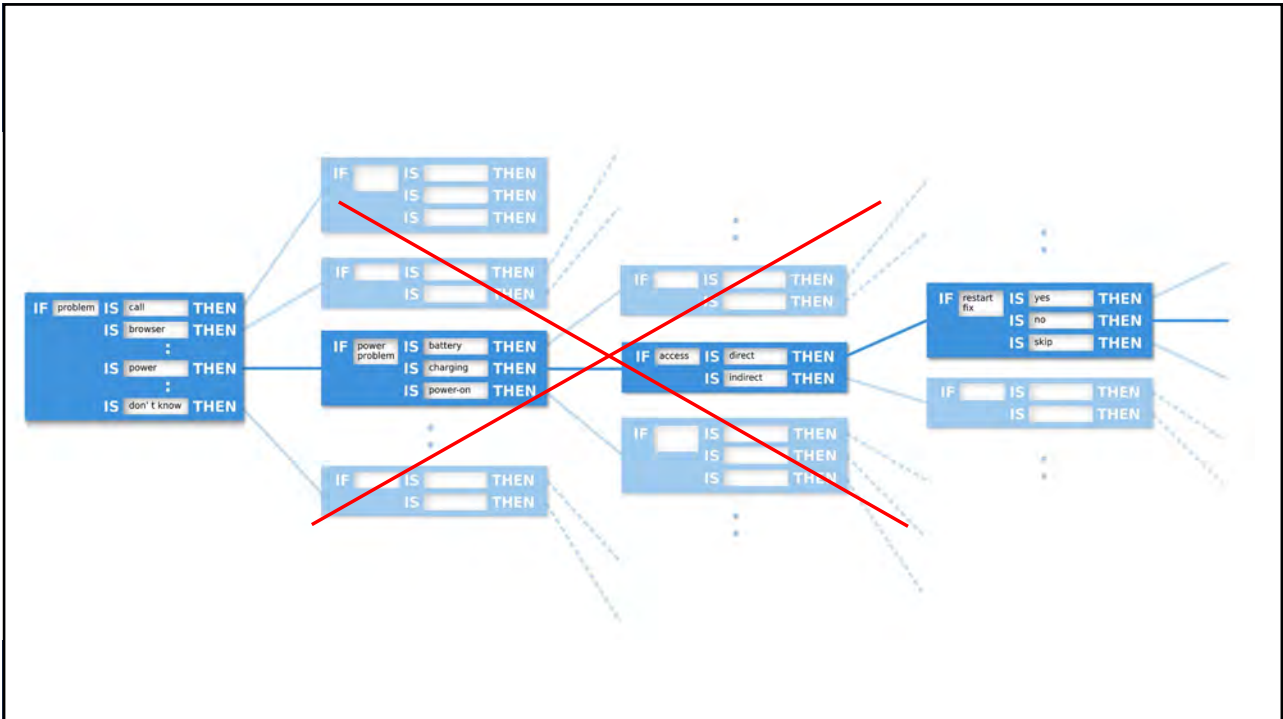 IF problem IS call THEN
IS browser THEN
IS power THEN
IS don't know THEN
IF IS THEN
IS THEN
IS THEN
IF IS THEN
IS THEN
IF power problem IS battery THEN
IS charging THEN
IS power-on THEN
IF IS THEN
IS THEN
IF IS THEN
IS THEN
IF access IS direct THEN
IS indirect THEN
IF IS THEN
IS THEN
IS THEN
IF restart fix IS yes THEN
IS no THEN
IS skip THEN
IF IS THEN
IS THEN